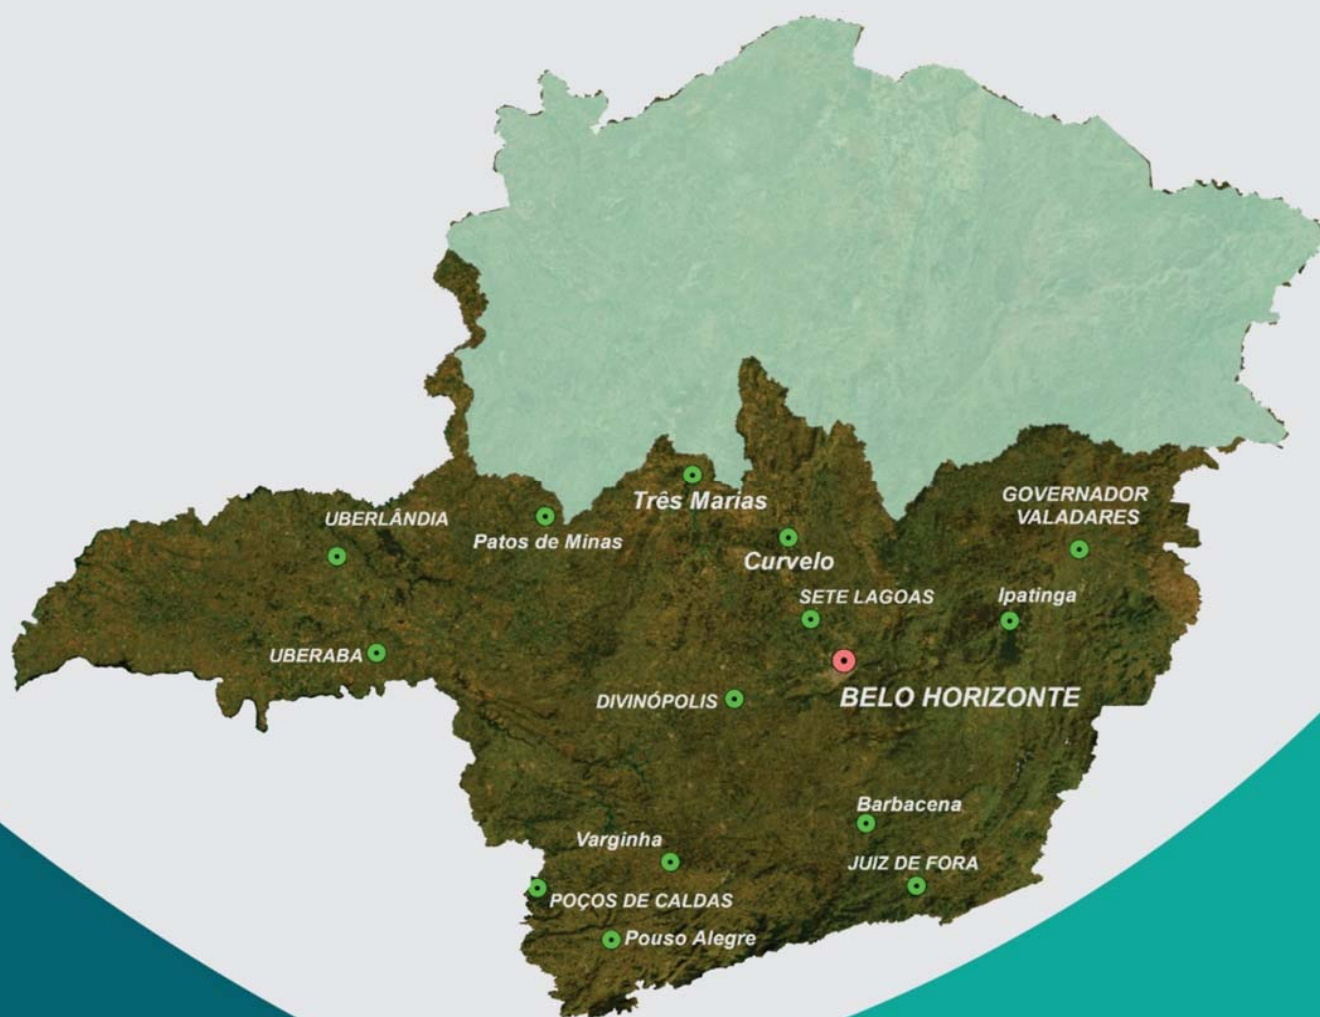 Três Marias
GOVERNADOR
VALADARES
UBERLÂNDIA
Patos de Minas
Curvelo
SETE LAGOAS
Ipatinga
UBERABA
DIVINÓPOLIS
BELO HORIZONTE
Barbacena
Varginha
JUIZ DE FORA
POÇOS DE CALDAS
Pouso Alegre